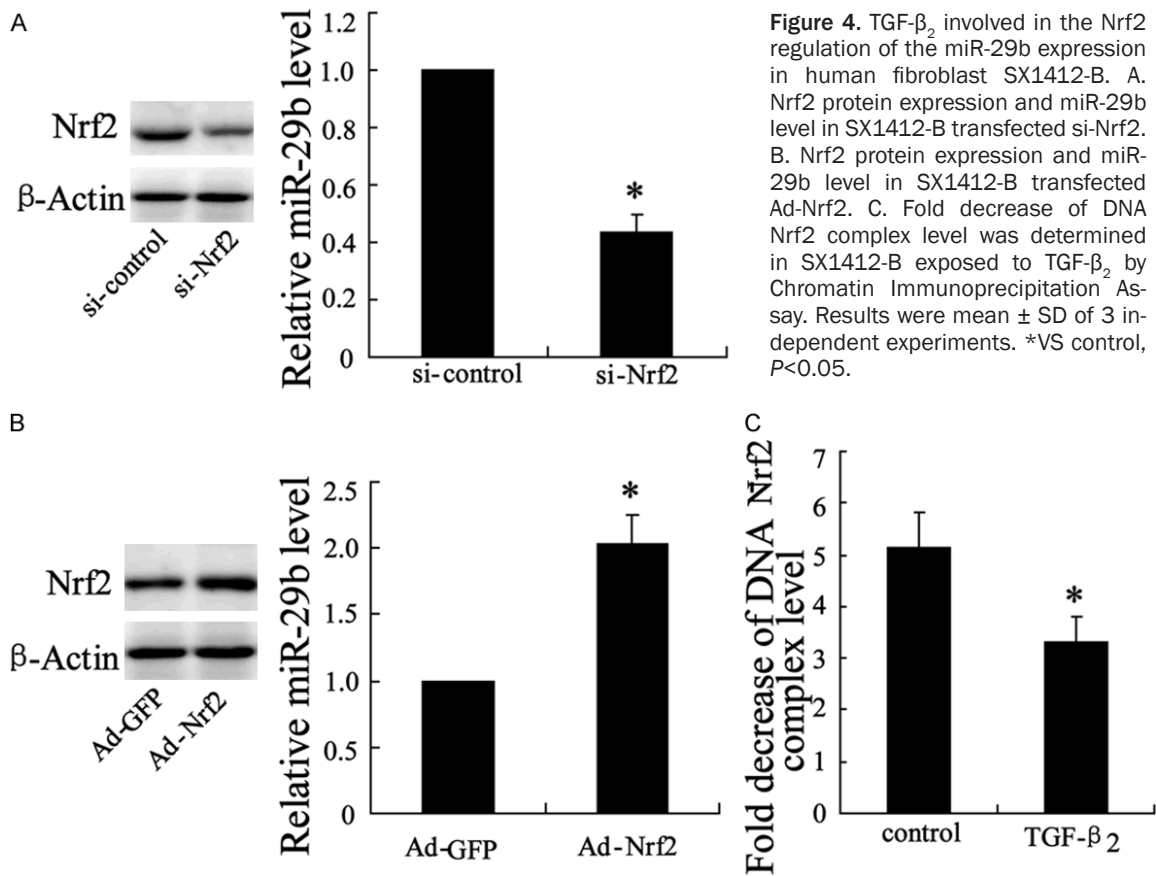 A
Nrf2
β-Actin
si-control
si-Nrf2
Relative miR-29b level
1.2
1.0
0.8
0.6
0.4
0.2
0
*
si-control
si-Nrf2
Figure 4. TGF-β₂ involved in the Nrf2
regulation of the miR-29b expression
in human fibroblast SX1412-B. A.
Nrf2 protein expression and miR-29b
level in SX1412-B transfected si-Nrf2.
B. Nrf2 protein expression and miR-
29b level in SX1412-B transfected
Ad-Nrf2. C. Fold decrease of DNA
Nrf2 complex level was determined
in SX1412-B exposed to TGF-β₂ by
Chromatin Immunoprecipitation As-
say. Results were mean ± SD of 3 in-
dependent experiments. *VS control,
P<0.05.
B
Nrf2
β-Actin
Ad-GFP
Ad-Nrf2
Relative miR-29b level
2.5
2.0
1.5
1.0
0.5
0
*
Ad-GFP
Ad-Nrf2
C
Fold decrease of DNA Nrf2
complex level
7
6
5
4
3
2
1
0
*
control
TGF-β₂